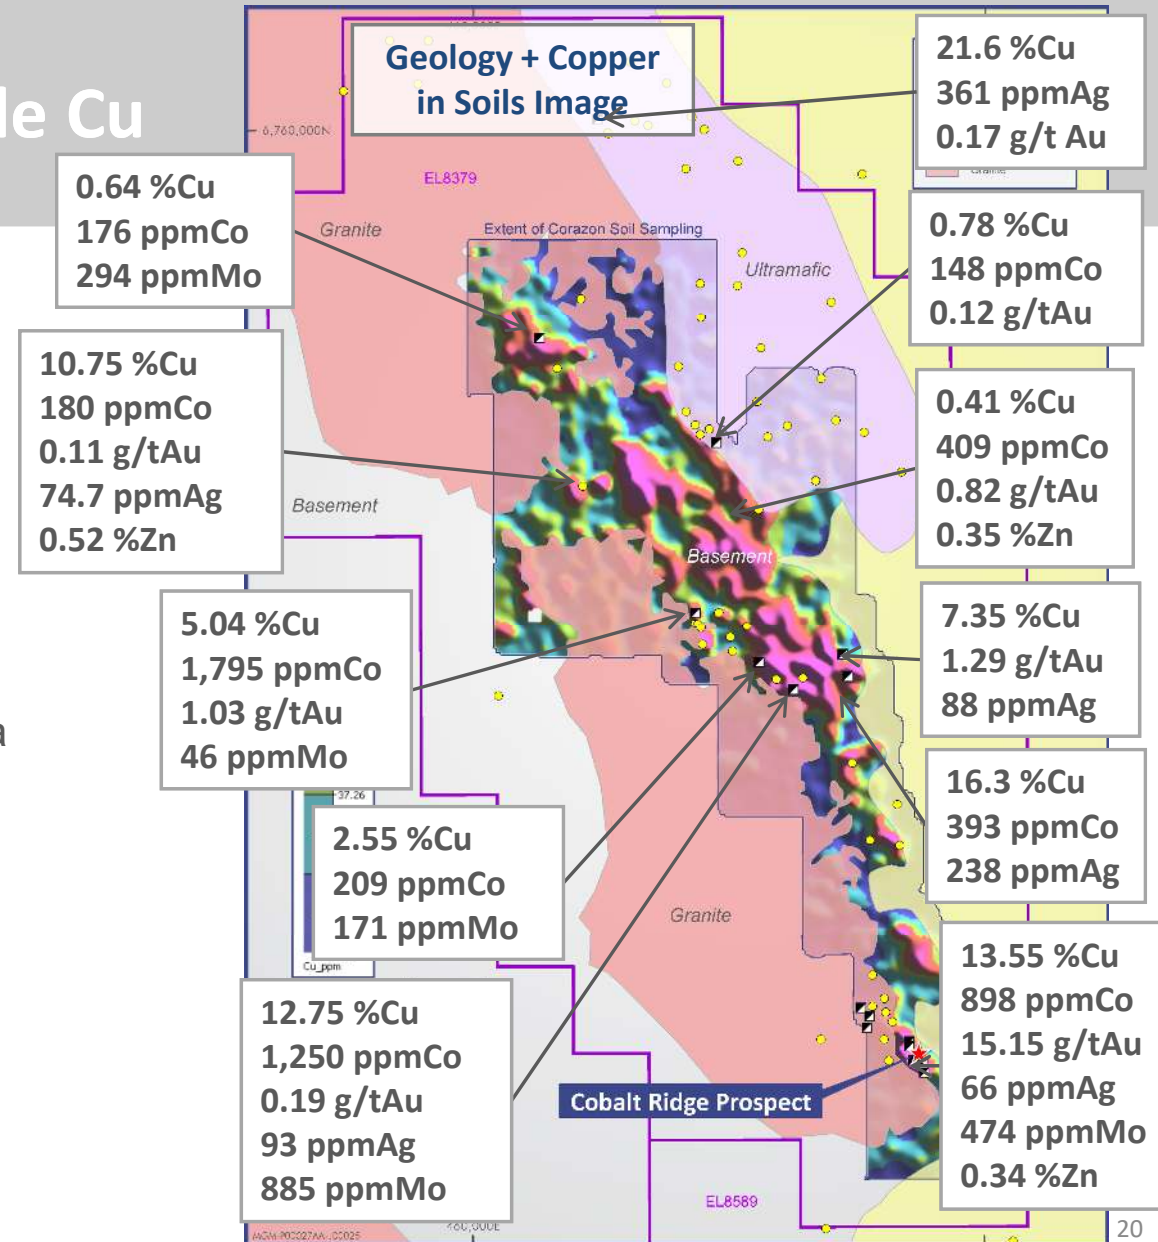 le Cu
Geology + Copper
in Soils Image
21.6 %Cu
361 ppmAg
0.17 g/t Au
6,760,000N
EL8379
0.64 %Cu
176 ppmCo
294 ppmMo
Granite
Extent of Corazon Soil Sampling
Ultramafic
0.78 %Cu
148 ppmCo
0.12 g/tAu
10.75 %Cu
180 ppmCo
0.11 g/tAu
74.7 ppmAg
0.52 %Zn
0.41 %Cu
409 ppmCo
0.82 g/tAu
0.35 %Zn
Basement
Basement
5.04 %Cu
1,795 ppmCo
1.03 g/tAu
46 ppmMo
7.35 %Cu
1.29 g/tAu
88 ppmAg
a
37.26
16.3 %Cu
393 ppmCo
238 ppmAg
2.55 %Cu
209 ppmCo
171 ppmMo
Granite
Cu_ppm
13.55 %Cu
898 ppmCo
15.15 g/tAu
66 ppmAg
474 ppmMo
0.34 %Zn
12.75 %Cu
1,250 ppmCo
0.19 g/tAu
93 ppmAg
885 ppmMo
Cobalt Ridge Prospect
EL8589
460,000E
20